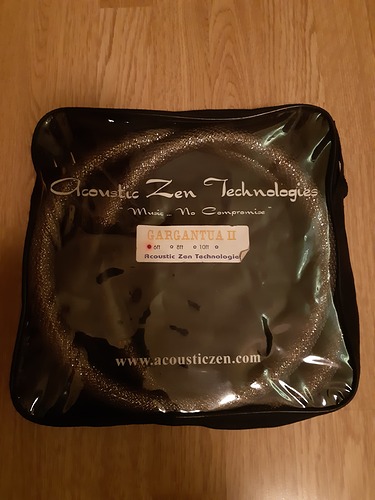 Acoustic Zen Technologies
"Music - No Compromise"
GARGANTUA II
6ft 8ft 10ft
Acoustic Zen Technologie
www.acousticzen.com